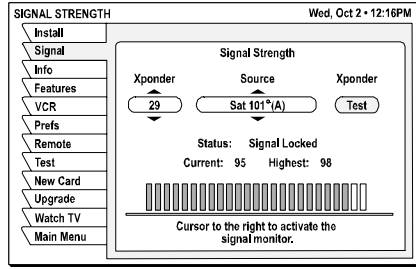 SIGNAL STRENGTH Wed, Oct 2 • 12:16PM
Install
Signal
Info
Features
VCR
Prefs
Remote
Test
New Card
Upgrade
Watch TV
Main Menu
Signal Strength
Xponder Source Xponder
29 Sat 101°(A) Test
Status: Signal Locked
Current: 95 Highest: 98
Cursor to the right to activate the
signal monitor.